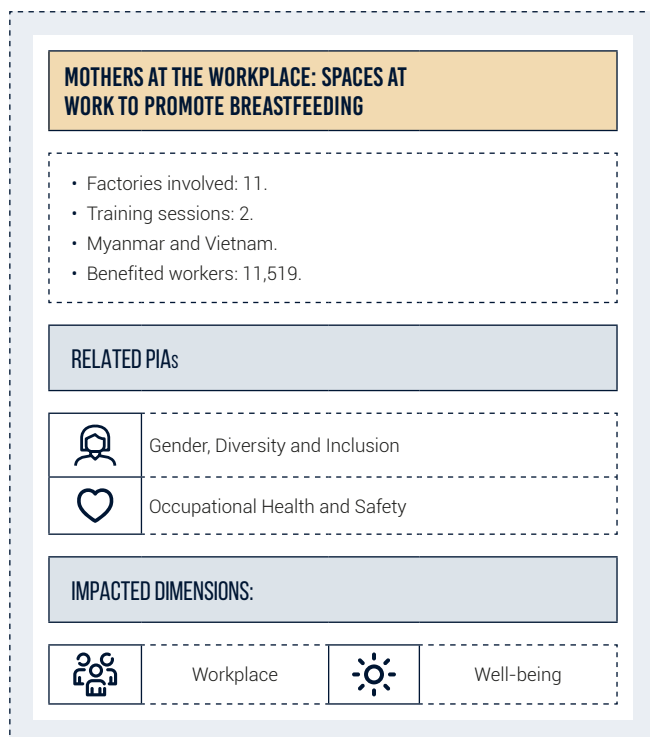 MOTHERS AT THE WORKPLACE: SPACES AT
WORK TO PROMOTE BREASTFEEDING
• Factories involved: 11.
• Training sessions: 2.
• Myanmar and Vietnam.
• Benefited workers: 11,519.
RELATED PIAs
Gender, Diversity and Inclusion
Occupational Health and Safety
IMPACTED DIMENSIONS:
Workplace
Well-being